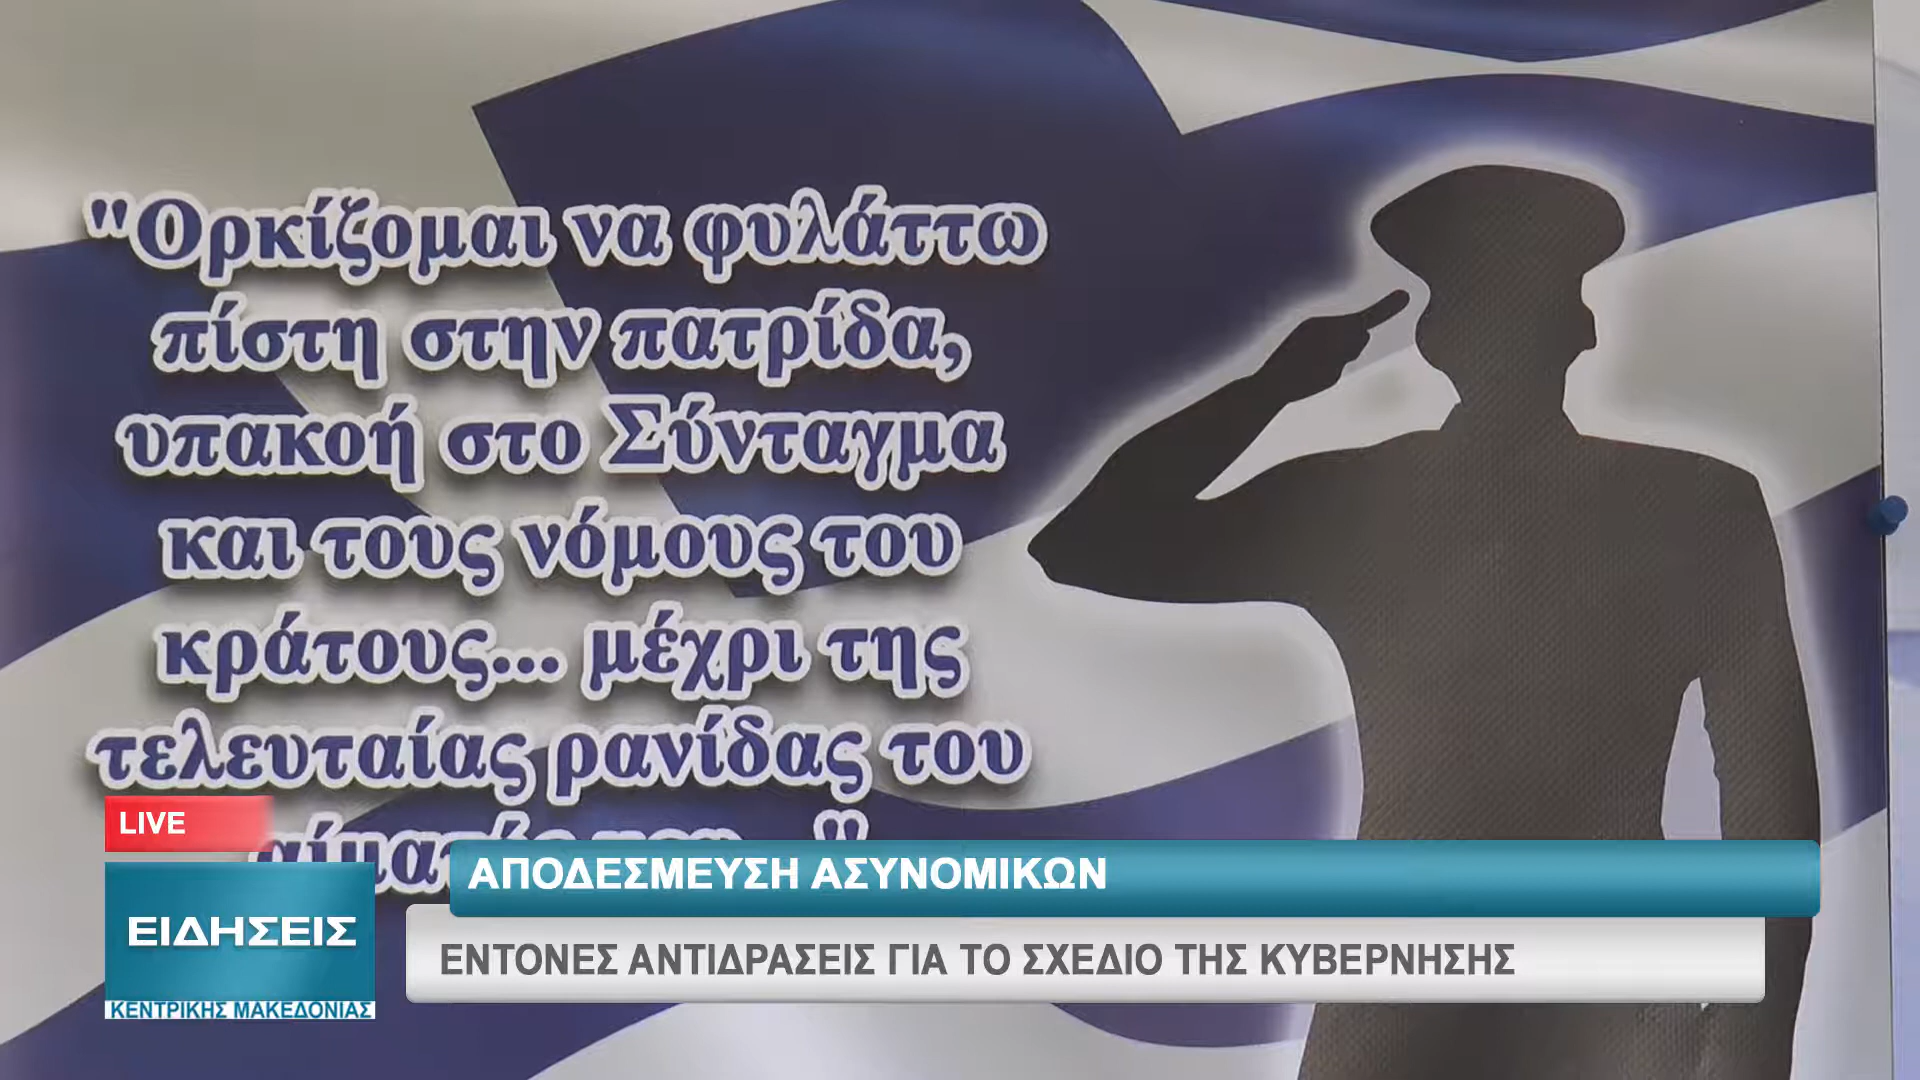 "Ορκίζομαι να φυλάττω
πίστη στην πατρίδα,
υπακοή στο Σύνταγμα
και τους νόμους του
κράτους... μέχρι της
τελευταίας ρανίδας του
LIVE
ΑΠΟΔΕΣΜΕΥΣΗ ΑΣΥΝΟΜΙΚΩΝ
ΕΙΔΗΣΕΙΣ
ΕΝΤΟΝΕΣ ΑΝΤΙΔΡΑΣΕΙΣ ΓΙΑ ΤΟ ΣΧΕΔΙΟ ΤΗΣ ΚΥΒΕΡΝΗΣΗΣ
ΚΕΝΤΡΙΚΗΣ ΜΑΚΕΔΟΝΙΑΣ